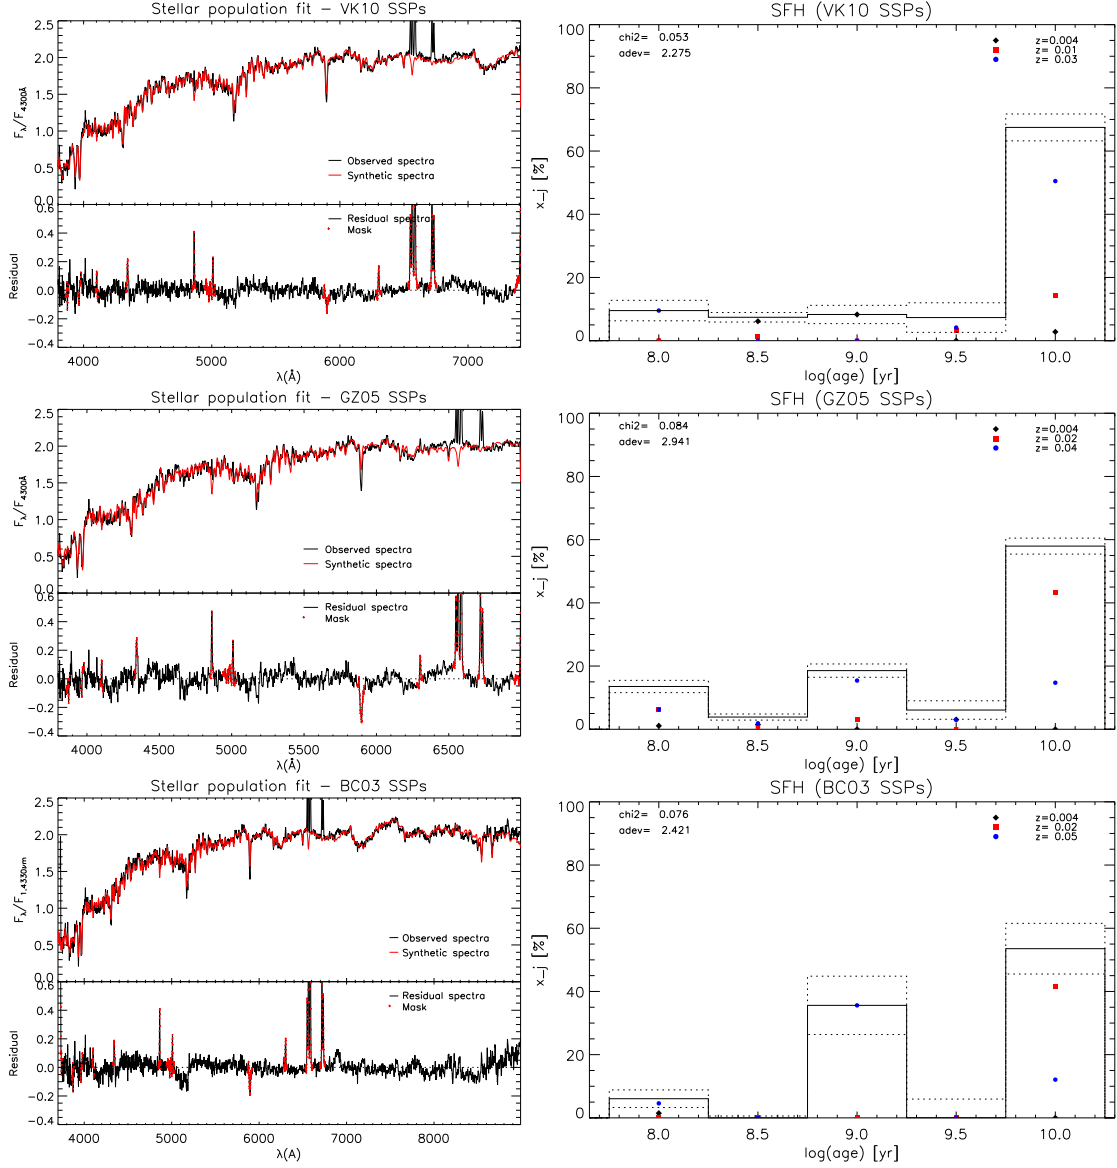 Stellar population fit - VK10 SSPs
2.5
2.0
1.5
1.0
0.5
0.0
Fλ/F4300Å
Observed spectra
Synthetic spectra
0.6
0.4
0.2
0.0
-0.2
-0.4
Residual
Residual spectra
Mask
4000 5000 6000 7000
λ(Å)
SFH (VK10 SSPs)
100
80
60
40
20
0
x_j [%]
chi2= 0.053
adev= 2.275
z=0.004
z= 0.01
z= 0.03
8.0 8.5 9.0 9.5 10.0
log(age) [yr]
Stellar population fit - GZ05 SSPs
2.5
2.0
1.5
1.0
0.5
0.0
Fλ/F4300Å
Observed spectra
Synthetic spectra
0.6
0.4
0.2
0.0
-0.2
-0.4
Residual
Residual spectra
Mask
4000 4500 5000 5500 6000 6500
λ(Å)
SFH (GZ05 SSPs)
100
80
60
40
20
0
x_j [%]
chi2= 0.084
adev= 2.941
z=0.004
z= 0.02
z= 0.04
8.0 8.5 9.0 9.5 10.0
log(age) [yr]
Stellar population fit - BC03 SSPs
2.5
2.0
1.5
1.0
0.5
0.0
Fλ/F1,4330μm
Observed spectra
Synthetic spectra
0.6
0.4
0.2
0.0
-0.2
-0.4
Residual
Residual spectra
Mask
4000 5000 6000 7000 8000
λ(A)
SFH (BC03 SSPs)
100
80
60
40
20
0
x_j [%]
chi2= 0.076
adev= 2.421
z=0.004
z= 0.02
z= 0.05
8.0 8.5 9.0 9.5 10.0
log(age) [yr]